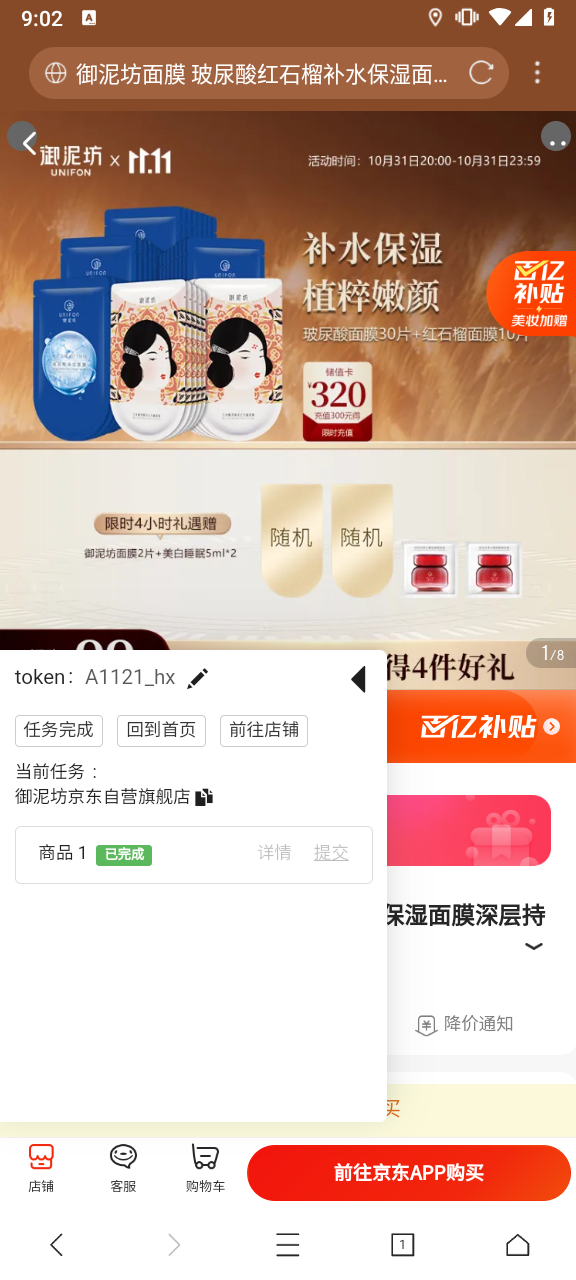 9:02
御泥坊面膜 玻尿酸红石榴补水保湿面...
御泥坊 × 11.11
UNIFON
活动时间：10月31日20:00-10月31日23:59
补水保湿
植粹嫩颜
玻尿酸面膜30片+红石榴面膜10片
百亿
补贴
美妆加赠
储值卡
¥320
充值300元得
限时充值
限时4小时礼遇赠
御泥坊面膜2片+美白睡眠5ml*2
随机
随机
得4件好礼
1/8
百亿补贴
token： A1121_hx
任务完成
回到首页
前往店铺
当前任务：
御泥坊京东自营旗舰店
商品 1 已完成 详情 提交
保湿面膜深层持
降价通知
买
店铺
客服
购物车
前往京东APP购买
1